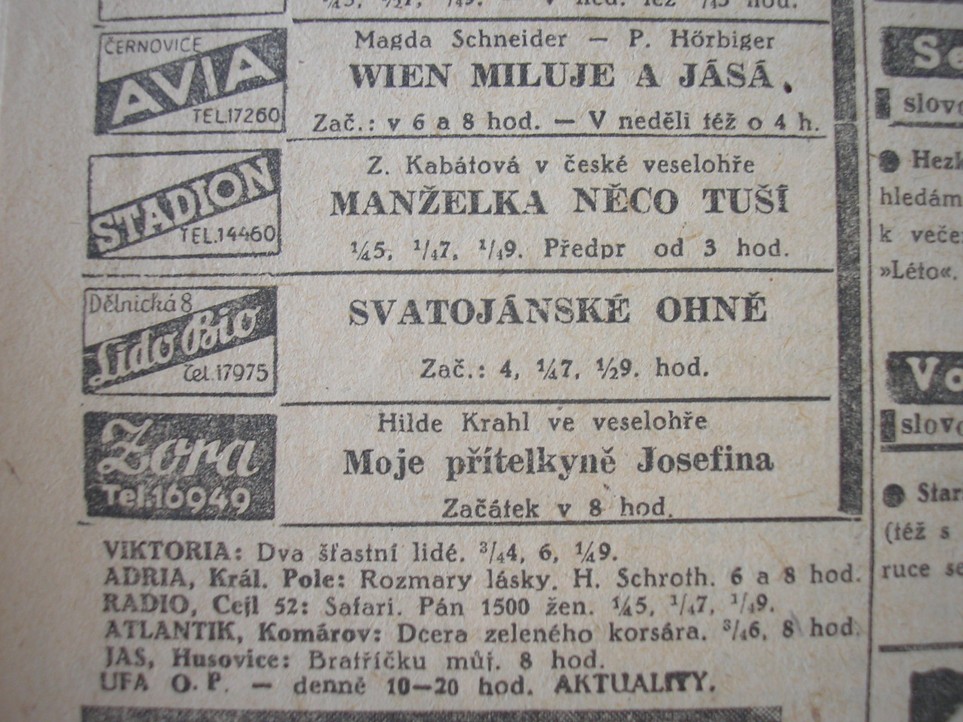 ČERNOVICE
AVIA
TEL.17260
Magda Schneider — P. Hörbiger
WIEN MILUJE A JÁSÁ.
Zač.: v 6 a 8 hod. — V neděli též o 4 h.
STADION
TEL.14460
Z. Kabátová v české veselohře
MANŽELKA NĚCO TUŠÍ
¼5, ¼7, ¼9. Předpr od 3 hod.
Dělnická 8
Lido Bio
Tel. 17975
SVATOJÁNSKÉ OHNĚ
Zač.: 4, ¼7, ½9. hod.
Zora
Tel.16949
Hilde Krahl ve veselohře
Moje přítelkyně Josefina
Začátek v 8 hod.
VIKTORIA: Dva šťastní lidé. ¾4, 6, ¼9.
ADRIA, Král. Pole: Rozmary lásky. H. Schroth. 6 a 8 hod.
RADIO, Cejl 52: Safari. Pán 1500 žen. ¼5, ¼7, ¼9.
ATLANTIK, Komárov: Dcera zeleného korsára. ¾6, 8 hod.
JAS, Husovice: Bratříčku můj. 8 hod.
UFA O. P. — denně 10—20 hod. AKTUALITY.
Se
slovo
● Hezk
hledám
k večer
»Léto«.
Vo
slovo
● Star
(též s
ruce se